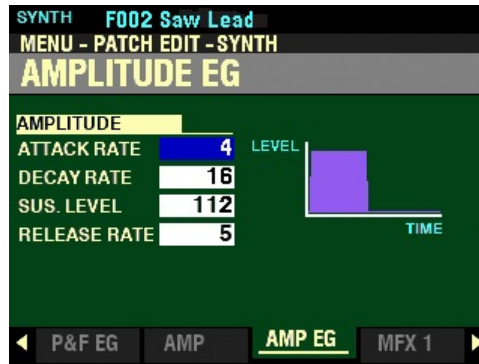 SYNTH F002 Saw Lead
MENU - PATCH EDIT - SYNTH
AMPLITUDE EG
AMPLITUDE
ATTACK RATE 4
DECAY RATE 16
SUS. LEVEL 112
RELEASE RATE 5
LEVEL
TIME
P&F EG AMP AMP EG MFX 1